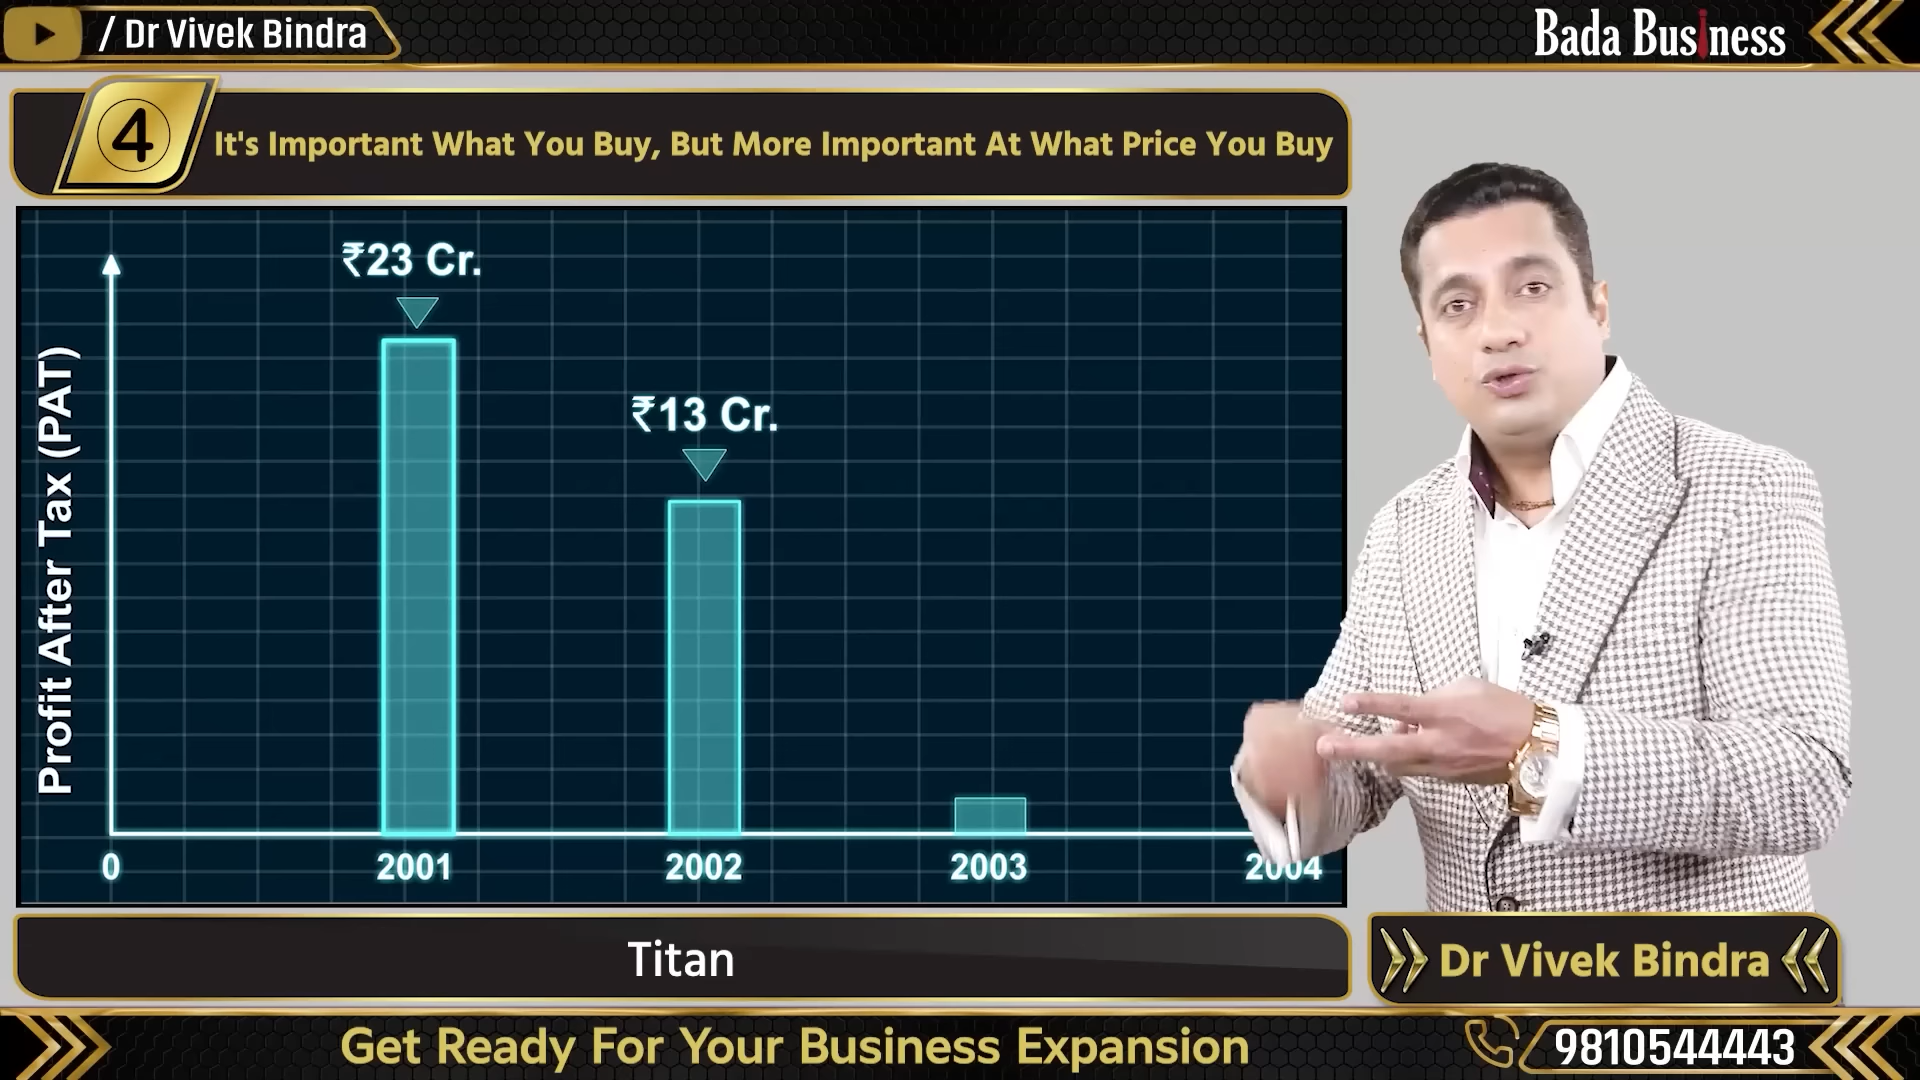 / Dr Vivek Bindra
Bada Business
4
It's Important What You Buy, But More Important At What Price You Buy
₹23 Cr.
₹13 Cr.
Profit After Tax (PAT)
0 2001 2002 2003 2004
Titan
Dr Vivek Bindra
Get Ready For Your Business Expansion
9810544443